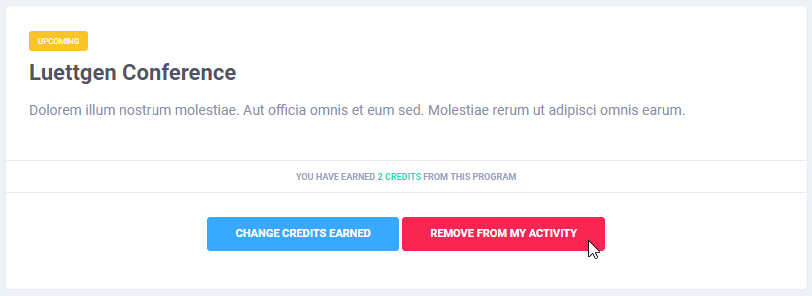 UPCOMING
Luettgen Conference
Dolorem illum nostrum molestiae. Aut officia omnis et eum sed. Molestiae rerum ut adipisci omnis earum.
YOU HAVE EARNED 2 CREDITS FROM THIS PROGRAM
CHANGE CREDITS EARNED
REMOVE FROM MY ACTIVITY